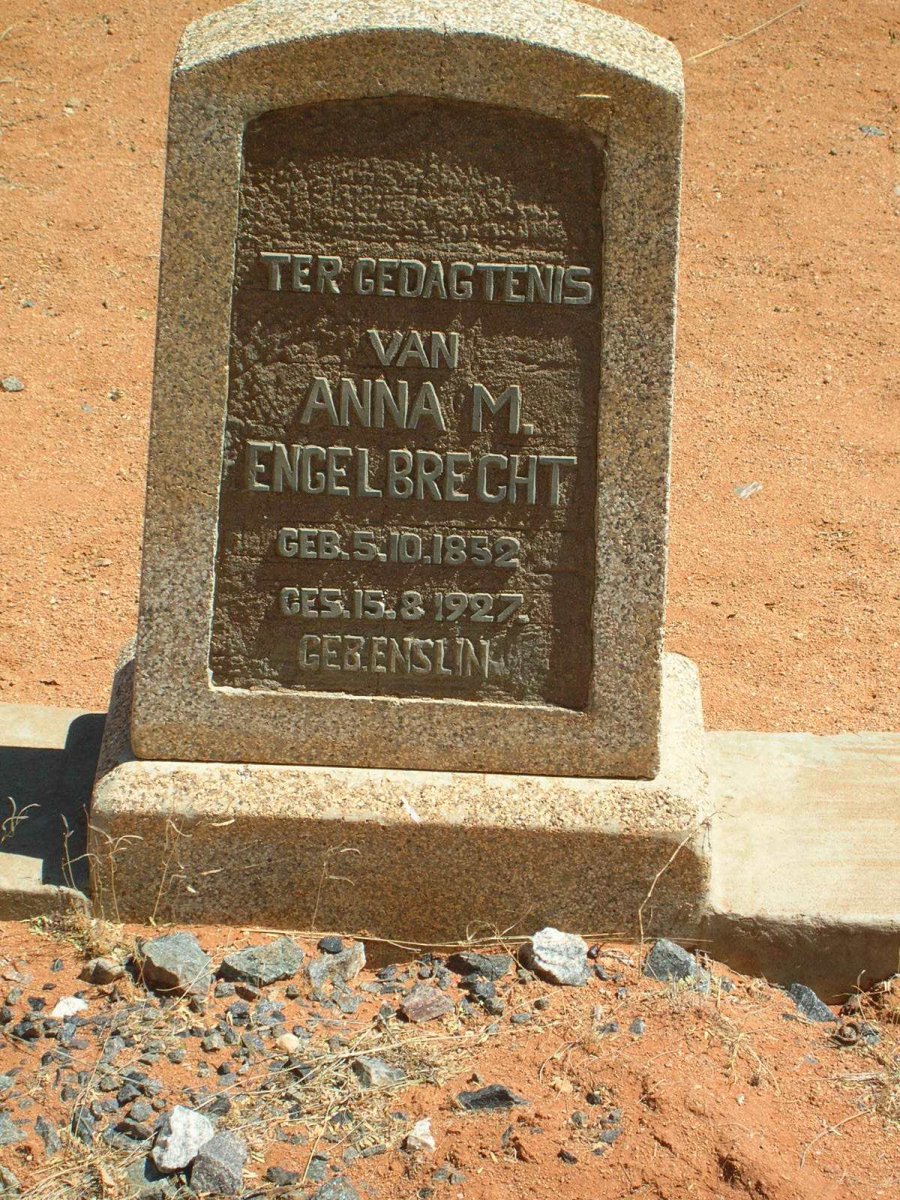 TER GEDAGTENIS
VAN
ANNA M.
ENGELBRECHT
GEB. 5.10.1852
GES. 15.8 1927.
GEB. ENSLIN